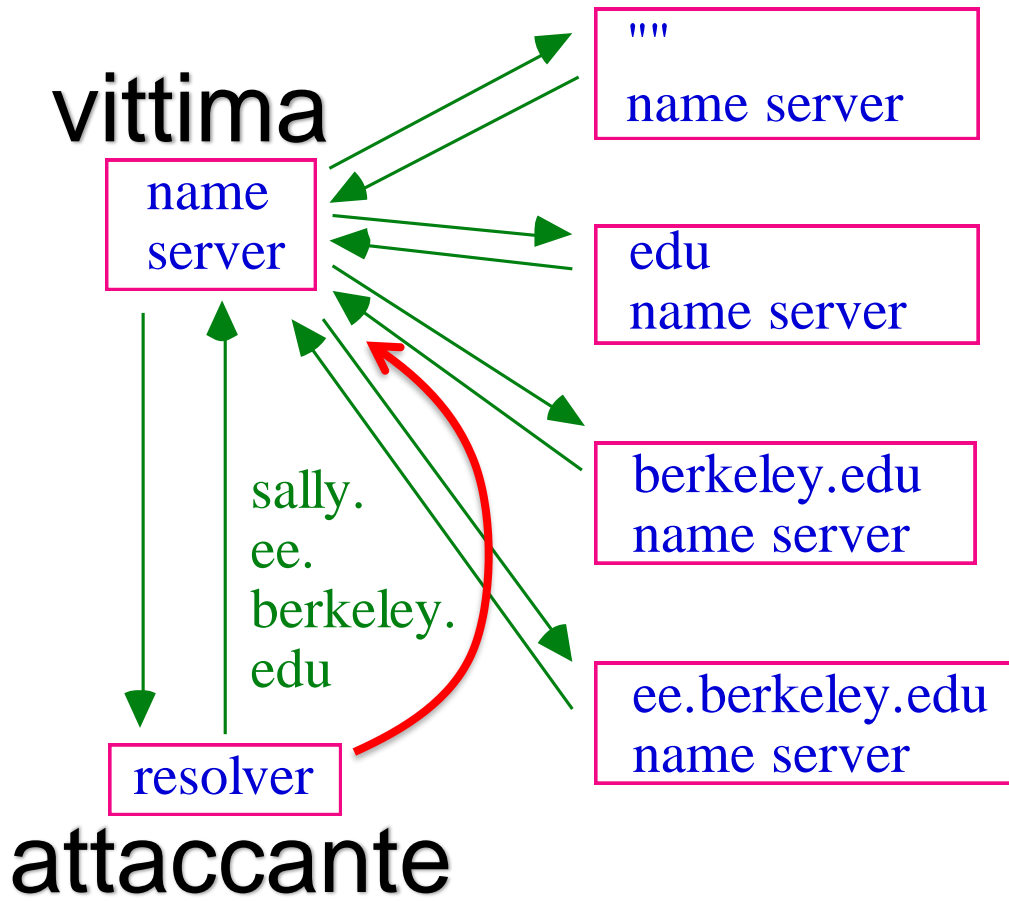 ""
name server
vittima
name
server
edu
name server
berkeley.edu
name server
sally.
ee.
berkeley.
edu
ee.berkeley.edu
name server
resolver
attaccante